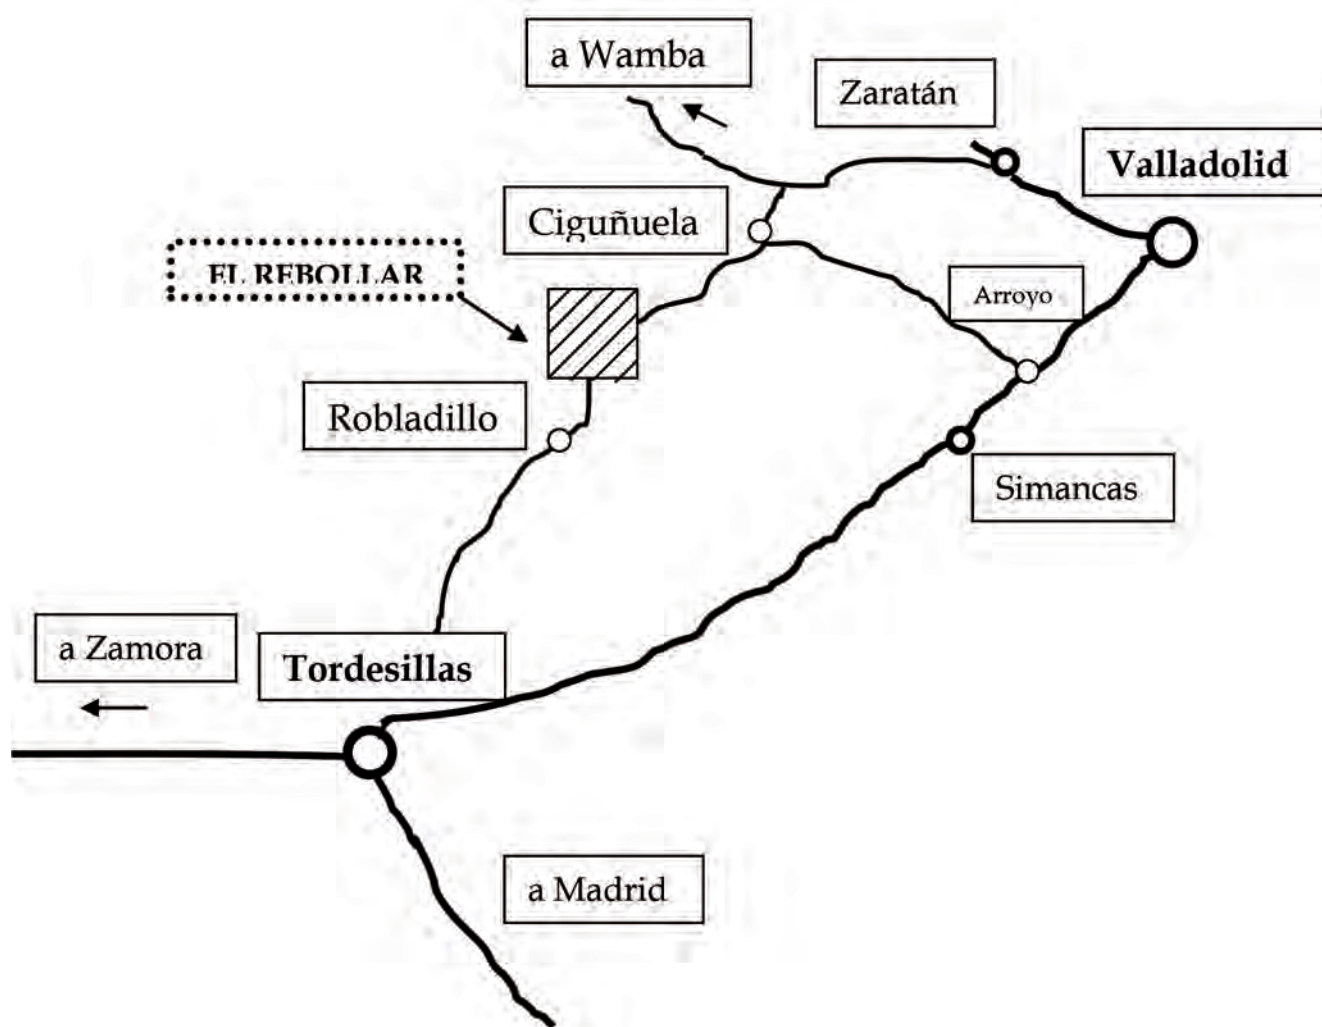 a Wamba
Zaratán
Valladolid
Ciguñuela
EL REBOLLAR
Arroyo
Robladillo
Simancas
a Zamora
Tordesillas
a Madrid